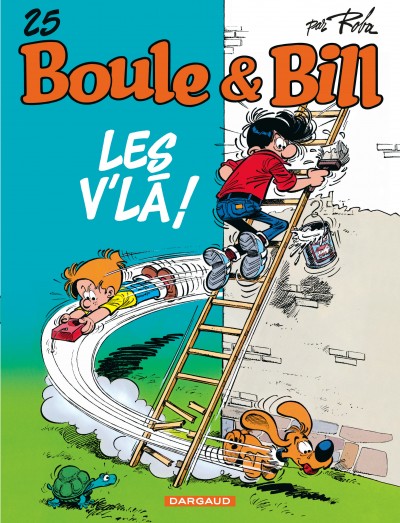 25
par Roba
Boule & Bill
LES
V'LÀ!
DARGAUD